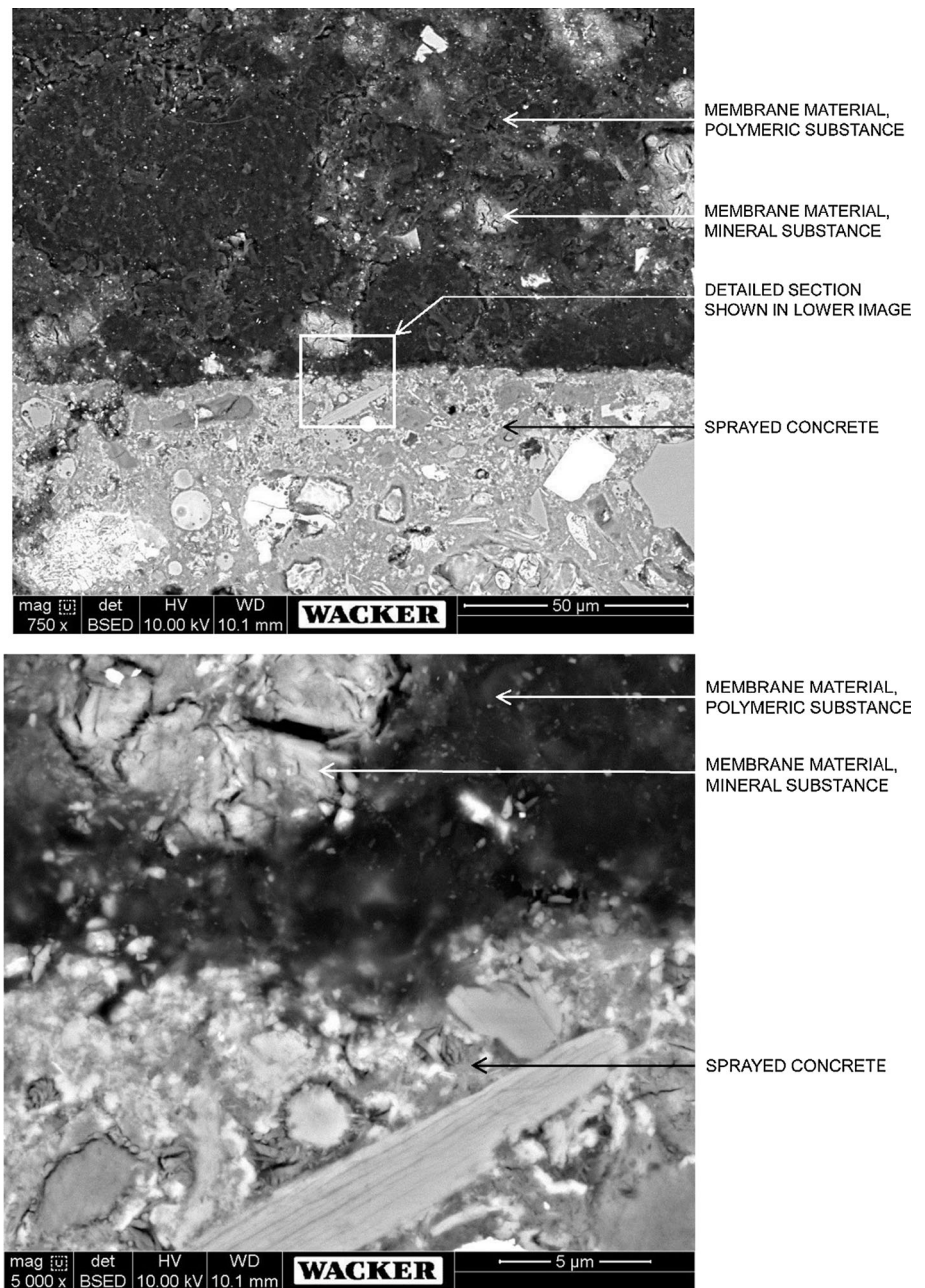 MEMBRANE MATERIAL,
POLYMERIC SUBSTANCE
MEMBRANE MATERIAL,
MINERAL SUBSTANCE
DETAILED SECTION
SHOWN IN LOWER IMAGE
SPRAYED CONCRETE
mag det HV WD WACKER 50 µm
750 x BSED 10.00 kV 10.1 mm
MEMBRANE MATERIAL,
POLYMERIC SUBSTANCE
MEMBRANE MATERIAL,
MINERAL SUBSTANCE
SPRAYED CONCRETE
mag det HV WD WACKER 5 µm
5 000 x BSED 10.00 kV 10.1 mm